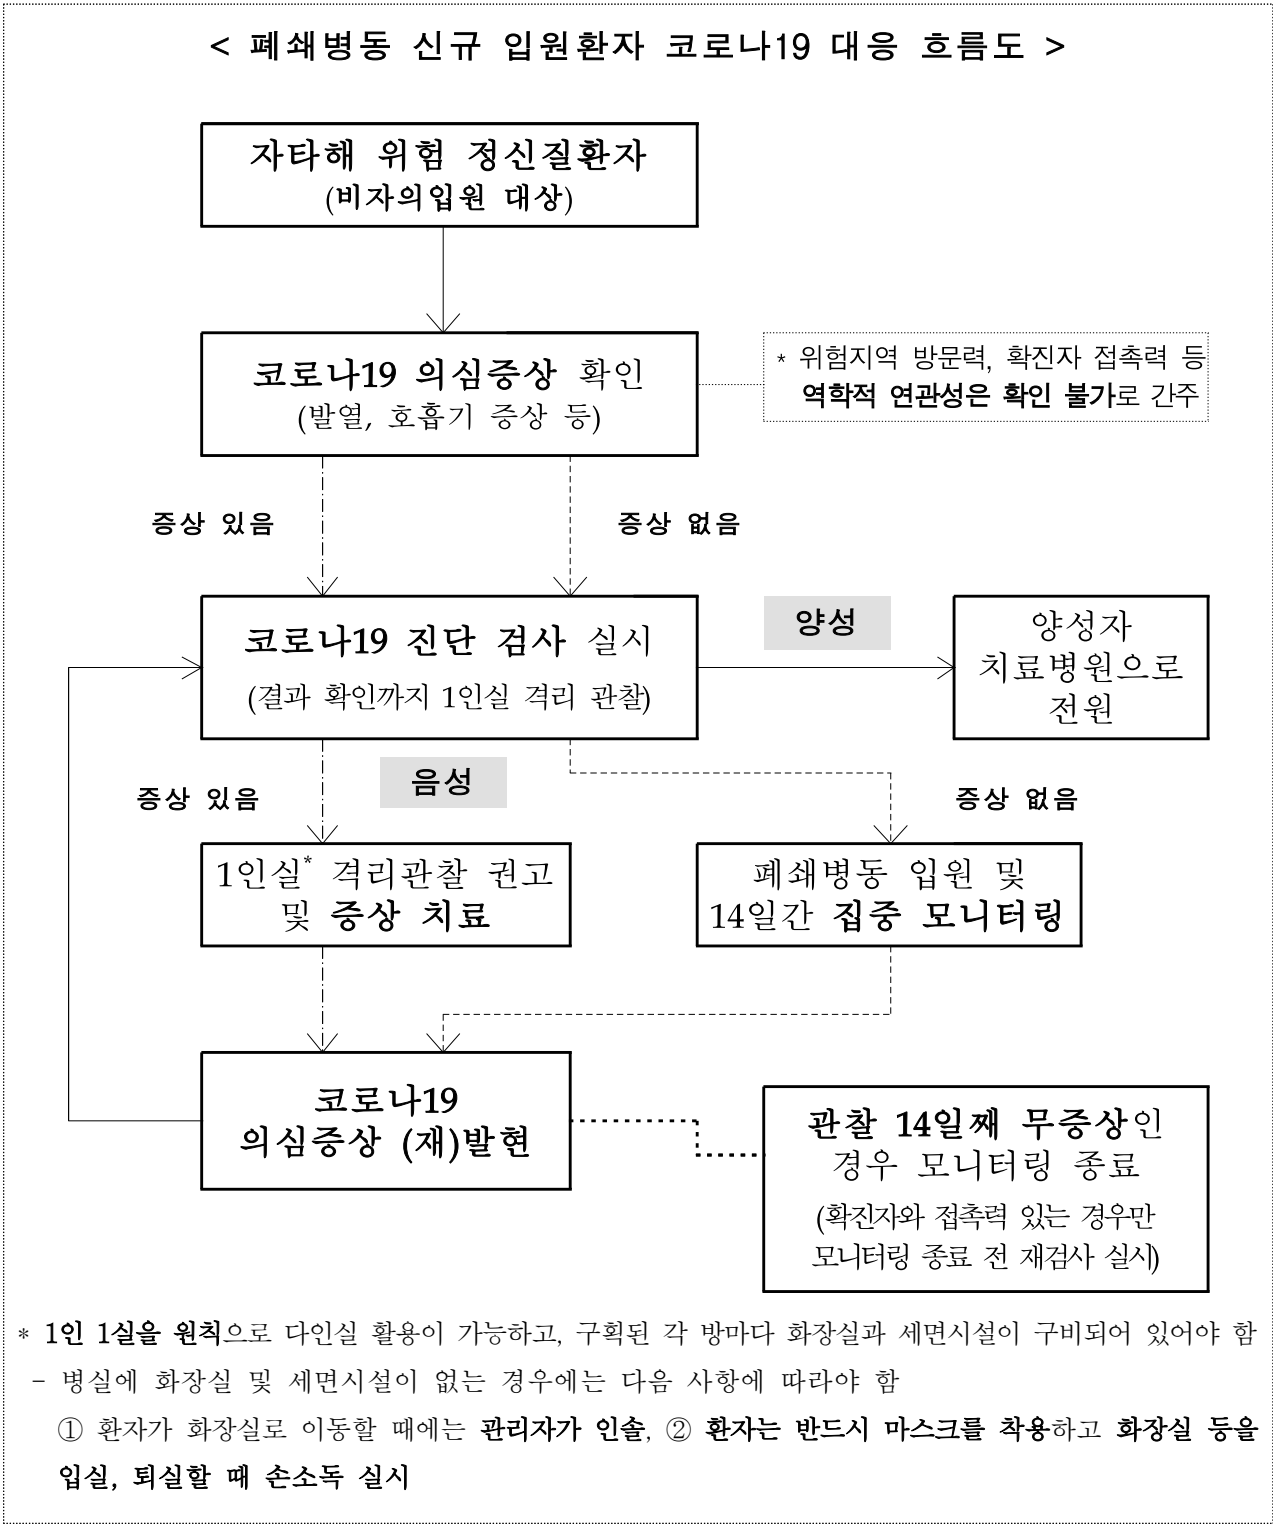 < 폐쇄병동 신규 입원환자 코로나19 대응 흐름도 >
자타해 위험 정신질환자
(비자의입원 대상)
코로나19 의심증상 확인
(발열, 호흡기 증상 등)
* 위험지역 방문력, 확진자 접촉력 등
역학적 연관성은 확인 불가로 간주
증상 있음
증상 없음
코로나19 진단 검사 실시
(결과 확인까지 1인실 격리 관찰)
양성
양성자
치료병원으로
전원
음성
증상 있음
증상 없음
1인실* 격리관찰 권고
및 증상 치료
폐쇄병동 입원 및
14일간 집중 모니터링
코로나19
의심증상 (재)발현
관찰 14일째 무증상인
경우 모니터링 종료
(확진자와 접촉력 있는 경우만
모니터링 종료 전 재검사 실시)
* 1인 1실을 원칙으로 다인실 활용이 가능하고, 구획된 각 방마다 화장실과 세면시설이 구비되어 있어야 함
- 병실에 화장실 및 세면시설이 없는 경우에는 다음 사항에 따라야 함
① 환자가 화장실로 이동할 때에는 관리자가 인솔, ② 환자는 반드시 마스크를 착용하고 화장실 등을
입실, 퇴실할 때 손소독 실시